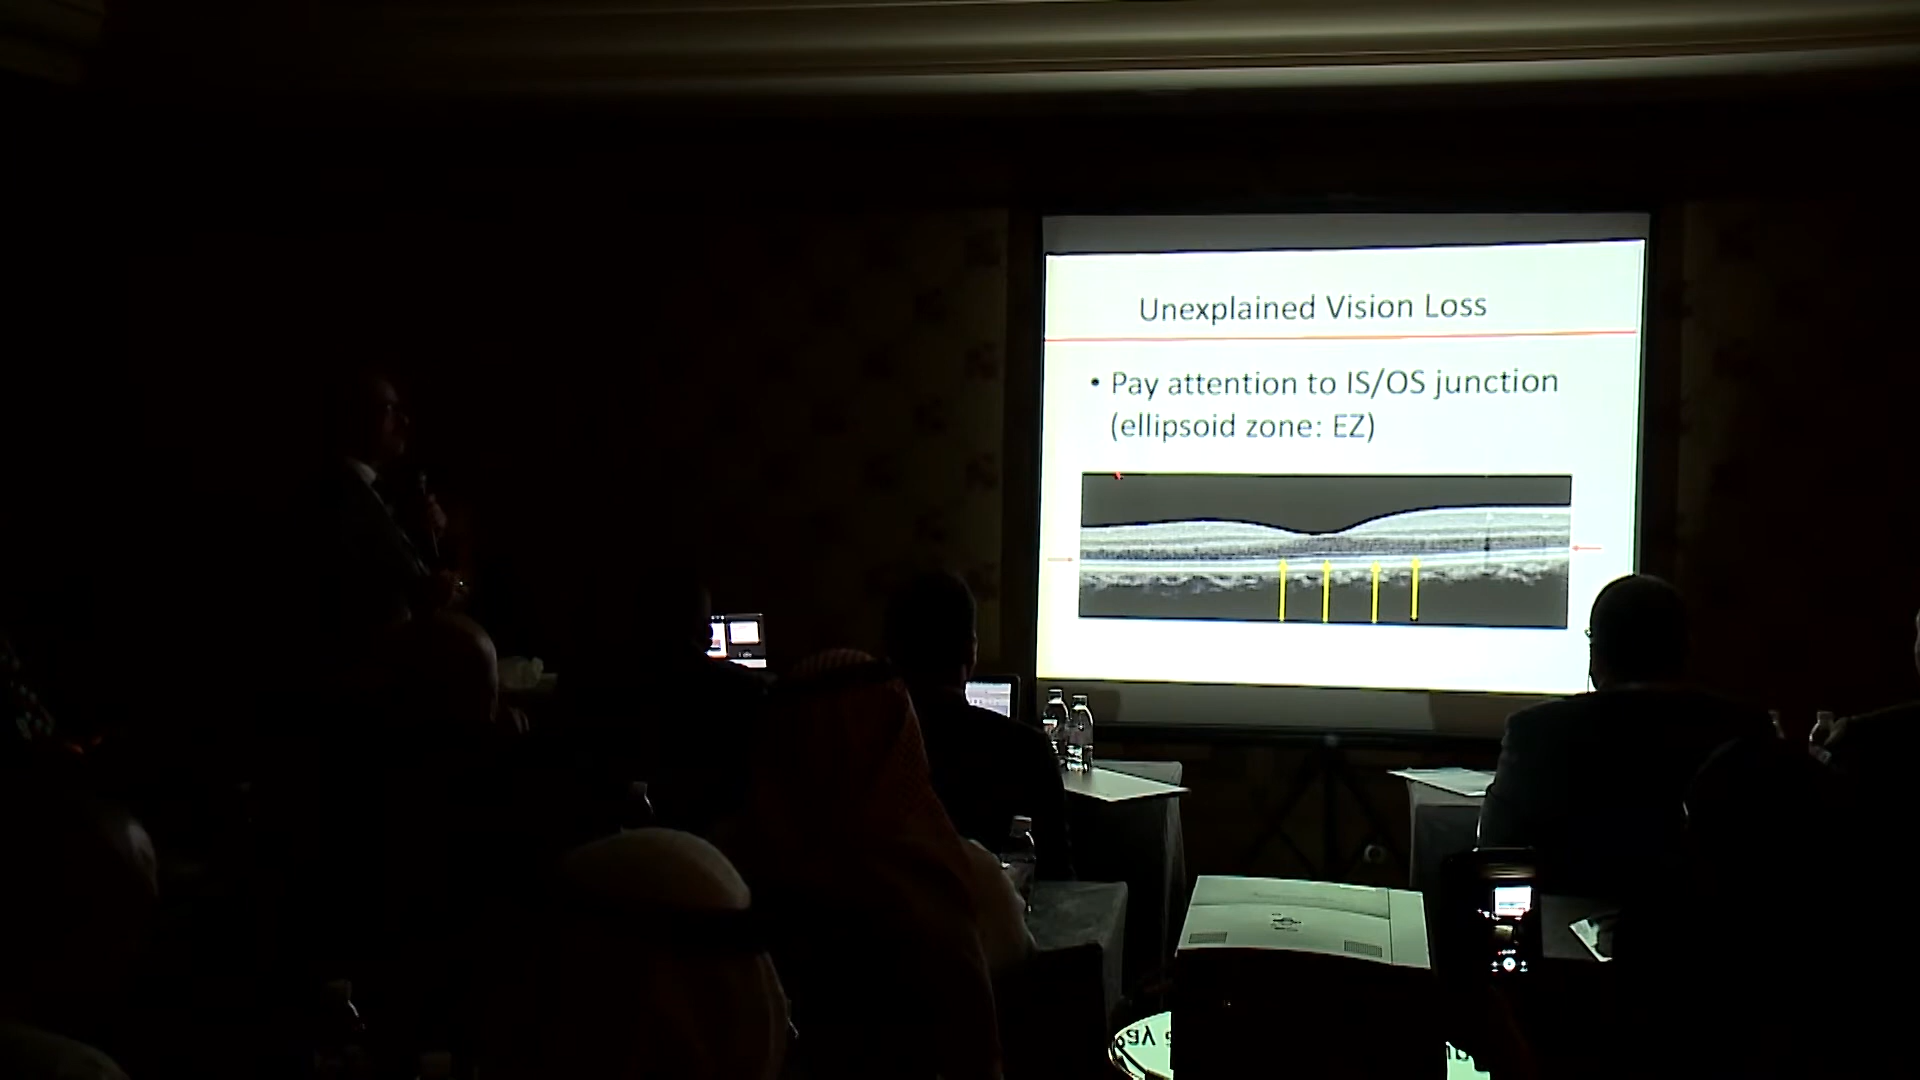 Unexplained Vision Loss
• Pay attention to IS/OS junction
(ellipsoid zone: EZ)